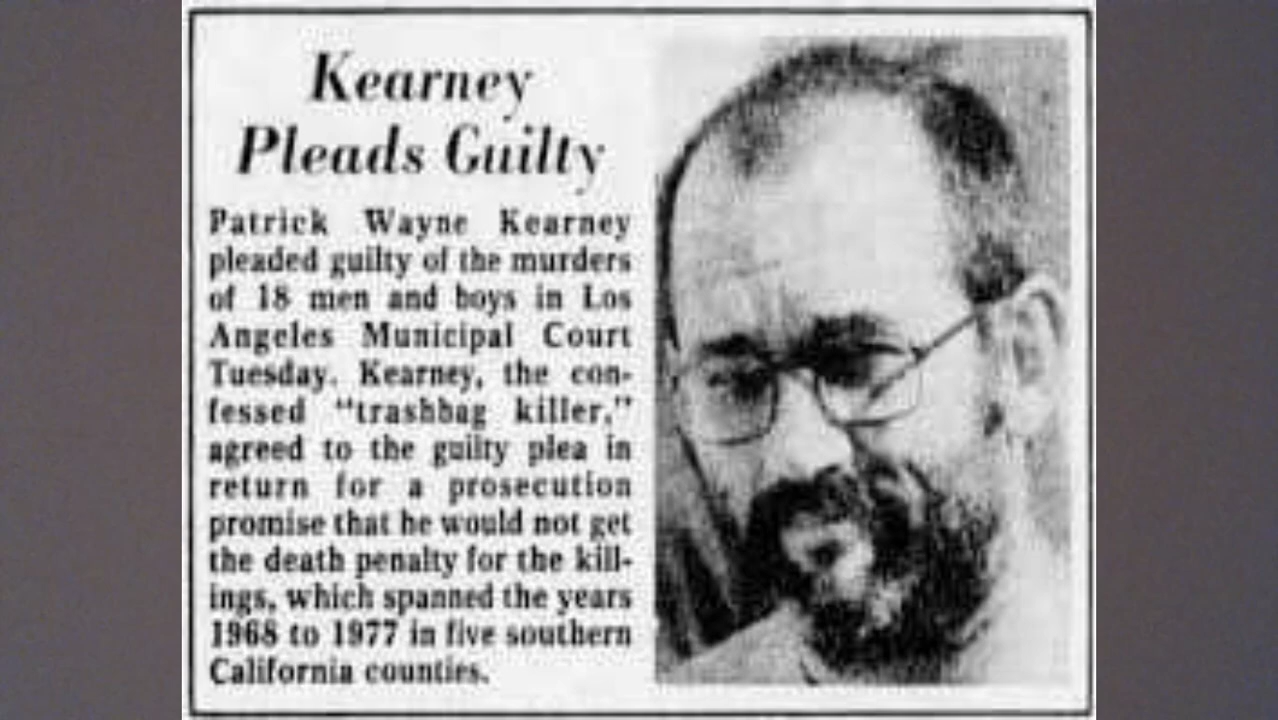 Kearney
Pleads Guilty
Patrick Wayne Kearney
pleaded guilty of the murders
of 18 men and boys in Los
Angeles Municipal Court
Tuesday. Kearney, the con-
fessed "trashbag killer,"
agreed to the guilty plea in
return for a prosecution
promise that he would not get
the death penalty for the kill-
ings, which spanned the years
1968 to 1977 in five southern
California counties.